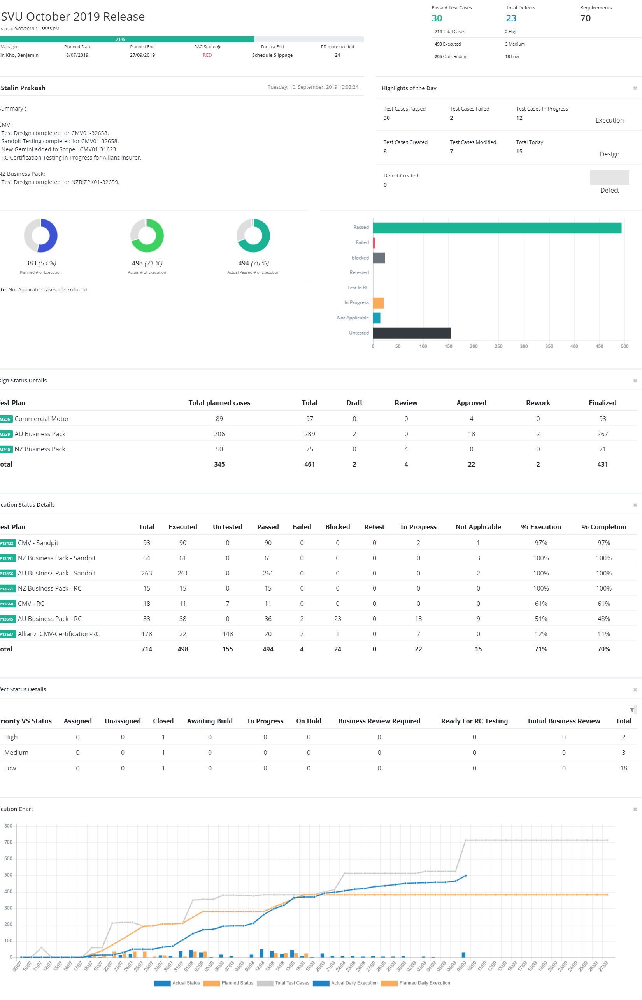 SVU October 2019 Release
erate at 9/09/2019 11:35:33 PM
71%
Manager Planned Start Planned End RAG Status Forcast End PD more needed
in Kho, Benjamin 8/07/2019 27/09/2019 RED Schedule Slippage 24
Passed Test Cases Total Defects Requirements
30 23 70
714 Total Cases 2 High
498 Executed 3 Medium
205 Outstanding 18 Low
Stalin Prakash Tuesday, 10, September, 2019 10:03:24
Summary :
CMV :
Test Design completed for CMV01-32658.
Sandpit Testing completed for CMV01-32658.
New Gemini added to Scope - CMV01-31623.
RC Certification Testing in Progress for Allianz insurer.
NZ Business Pack:
Test Design completed for NZBIZPK01-32659.
Highlights of the Day
Test Cases Passed Test Cases Failed Test Cases In Progress
30 2 12
Execution
Test Cases Created Test Cases Modified Total Today
8 7 15
Design
Defect Created
0
Defect
383 (53 %) 498 (71 %) 494 (70 %)
Planned # of Execution Actual # of Execution Actual Passed # of Execution
ote: Not Applicable cases are excluded.
Passed
Failed
Blocked
Retested
Test In RC
In Progress
Not Applicable
Untested
0 50 100 150 200 250 300 350 400 450 500
sign Status Details
est Plan Total planned cases Total Draft Review Approved Rework Finalized
M236 Commercial Motor 89 97 0 0 4 0 93
M239 AU Business Pack 206 289 2 0 18 2 267
M240 NZ Business Pack 50 75 0 4 0 0 71
otal 345 461 2 4 22 2 431
ecution Status Details
est Plan Total Executed UnTested Passed Failed Blocked Retest In Progress Not Applicable % Execution % Completion
P13422 CMV - Sandpit 93 90 0 90 0 0 0 2 1 97% 97%
P13451 NZ Business Pack - Sandpit 64 61 0 61 0 0 0 0 3 100% 100%
P13456 AU Business Pack - Sandpit 263 261 0 261 0 0 0 0 2 100% 100%
P13551 NZ Business Pack - RC 15 15 0 15 0 0 0 0 0 100% 100%
P13560 CMV - RC 18 11 7 11 0 0 0 0 0 61% 61%
P13515 AU Business Pack - RC 83 38 0 36 2 23 0 13 9 51% 48%
P13637 Allianz_CMV-Certification-RC 178 22 148 20 2 1 0 7 0 12% 11%
otal 714 498 155 494 4 24 0 22 15 71% 70%
fect Status Details
Priority VS Status Assigned Unassigned Closed Awaiting Build In Progress On Hold Business Review Required Ready For RC Testing Initial Business Review Total
High 0 0 1 0 0 0 0 0 0 2
Medium 0 0 1 0 0 0 0 0 0 3
Low 0 0 1 0 0 0 0 0 0 18
ecution Chart
800
700
600
500
400
300
200
100
0
09/07 10/07 11/07 12/07 15/07 16/07 17/07 18/07 19/07 22/07 23/07 24/07 25/07 26/07 29/07 30/07 31/07 01/08 02/08 05/08 06/08 07/08 08/08 09/08 12/08 13/08 14/08 15/08 16/08 19/08 20/08 21/08 22/08 23/08 26/08 27/08 28/08 29/08 30/08 02/09 03/09 04/09 05/09 06/09 09/09 10/09 11/09 12/09 13/09 16/09 17/09 18/09 19/09 20/09 23/09 24/09 25/09 26/09 27/09
Actual Status Planned Status Total Test Cases Actual Daily Execution Planned Daily Execution